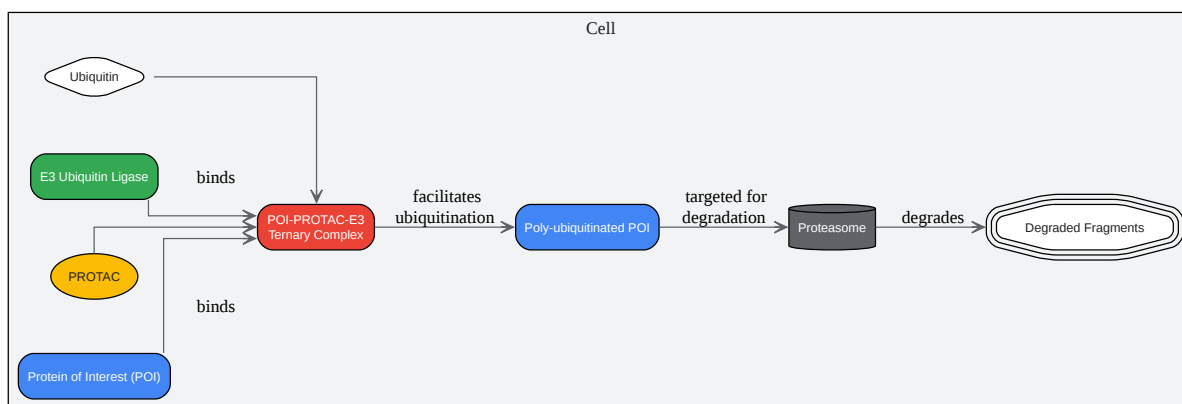 Cell
Ubiquitin
E3 Ubiquitin Ligase
binds
POI-PROTAC-E3
Ternary Complex
facilitates
ubiquitination
Poly-ubiquitinated POI
targeted for
degradation
Proteasome
degrades
Degraded Fragments
PROTAC
binds
Protein of Interest (POI)